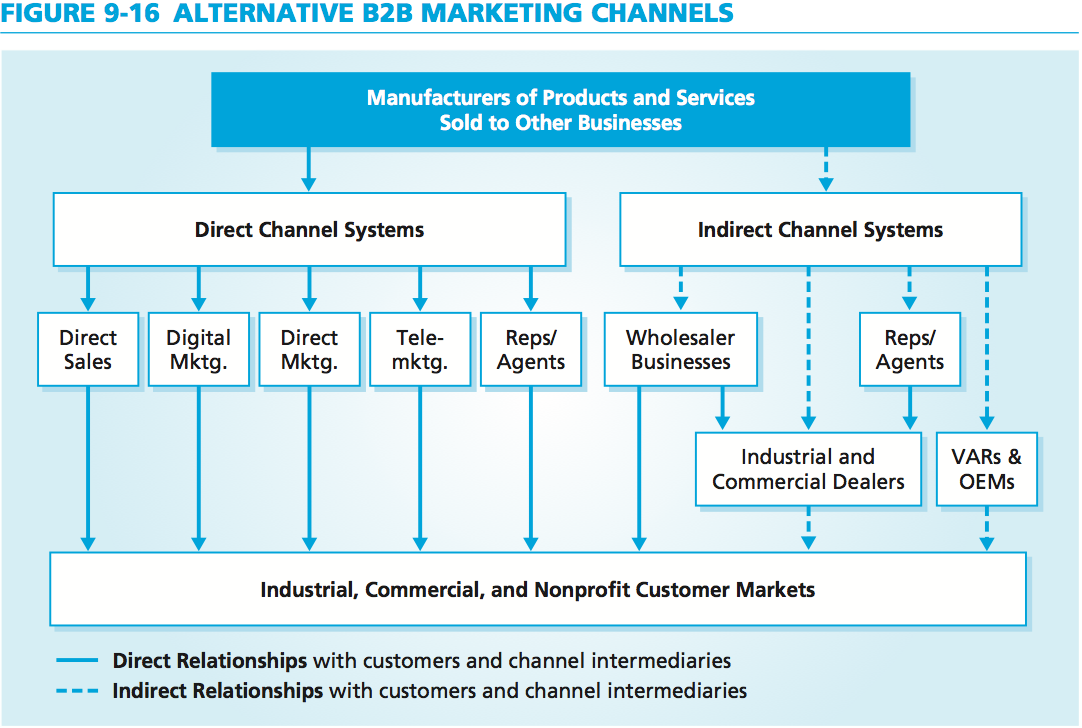 FIGURE 9-16 ALTERNATIVE B2B MARKETING CHANNELS
Manufacturers of Products and Services
Sold to Other Businesses
Direct Channel Systems
Indirect Channel Systems
Direct
Sales
Digital
Mktg.
Direct
Mktg.
Tele-
mktg.
Reps/
Agents
Wholesaler
Businesses
Reps/
Agents
Industrial and
Commercial Dealers
VARs &
OEMs
Industrial, Commercial, and Nonprofit Customer Markets
Direct Relationships with customers and channel intermediaries
Indirect Relationships with customers and channel intermediaries